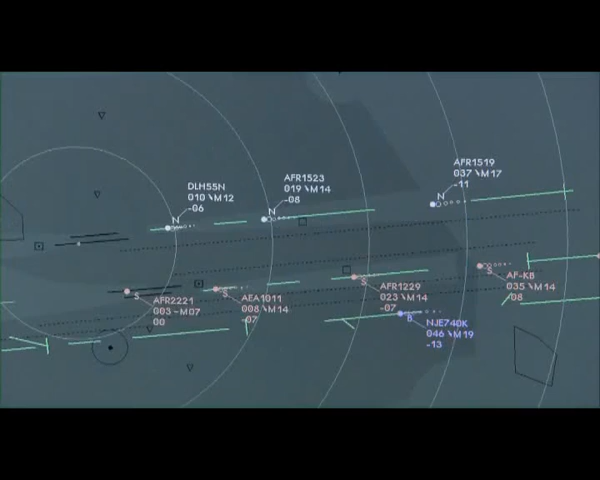 AFR1519
037 ↘M17
-11
N
AFR1523
019 ↘M14
-08
N
DLH55N
010 ↘M12
-06
N
AF-KB
035 ↘M14
08
S
AFR1229
023 ↘M14
-07
S
AEA1011
008 ↘M14
-07
S
AFR2221
003 -M07
00
S
NJE740K
046 ↘M19
-13
B